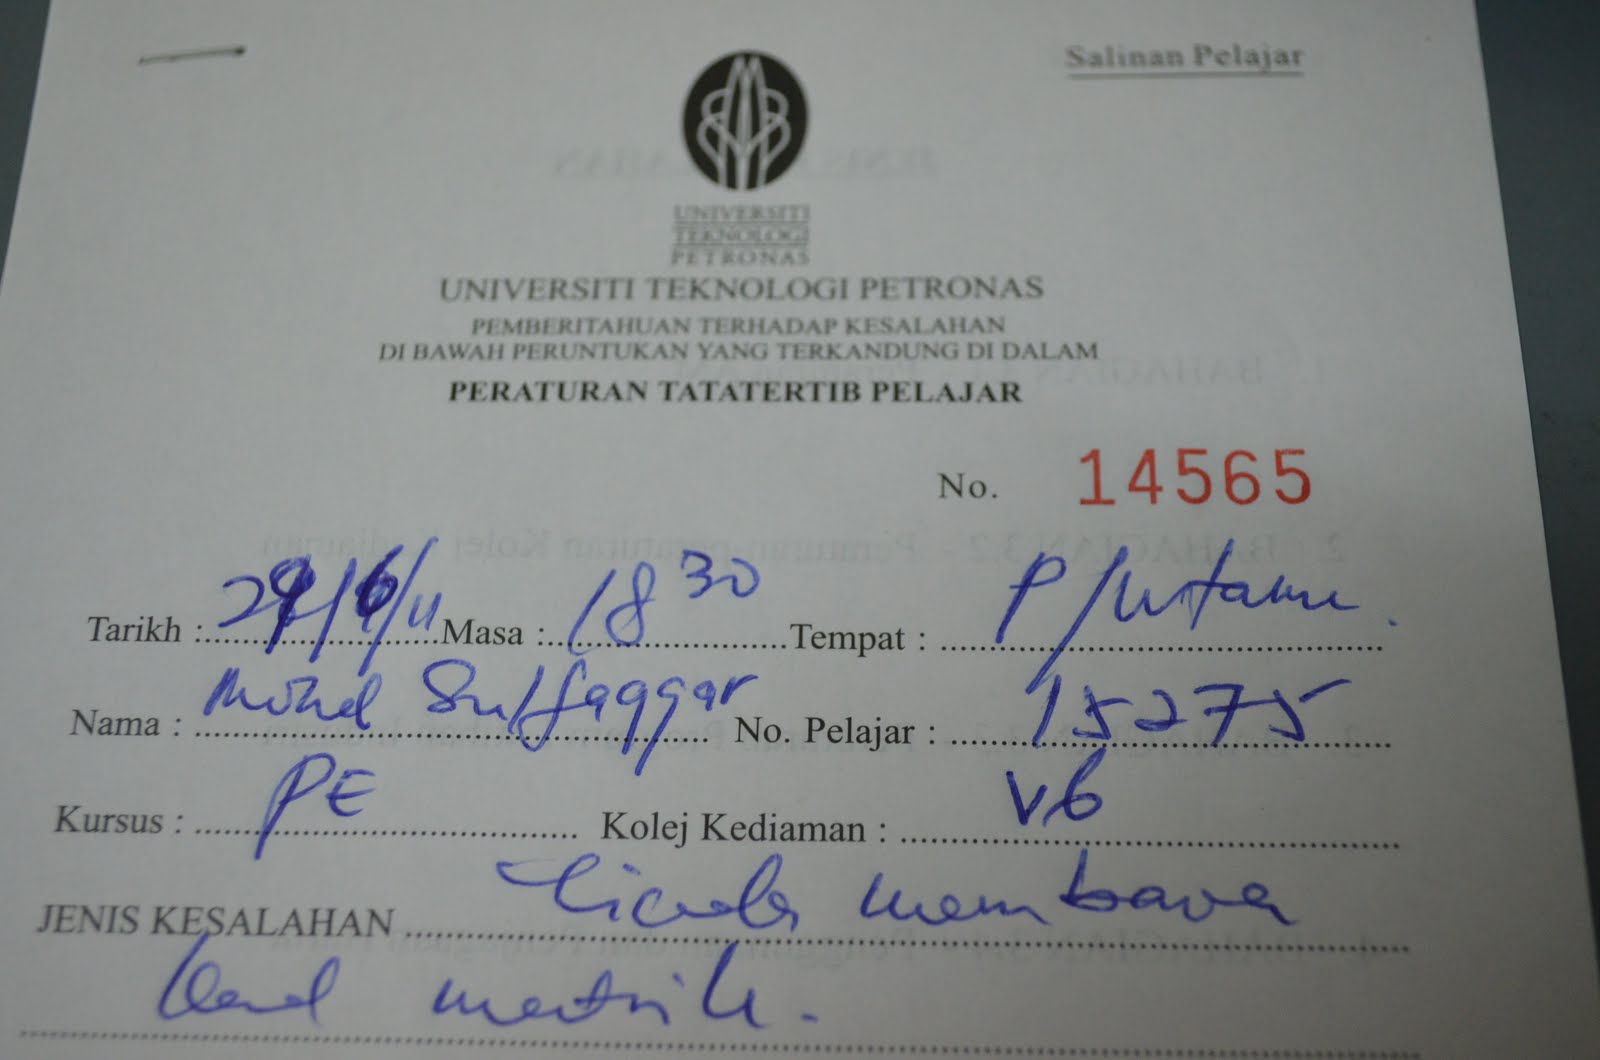 Salinan Pelajar
UNIVERSITI
TEKNOLOGI
PETRONAS
UNIVERSITI TEKNOLOGI PETRONAS
PEMBERITAHUAN TERHADAP KESALAHAN
DI BAWAH PERUNTUKAN YANG TERKANDUNG DI DALAM
PERATURAN TATATERTIB PELAJAR
No. 14565
Tarikh : 29/6/11 Masa : 1830 Tempat : P/Utama.
Nama : Mohd Sulfaqqar No. Pelajar : 15275
Kursus : PE Kolej Kediaman : V6
JENIS KESALAHAN Tiada membawa
kad matrik.